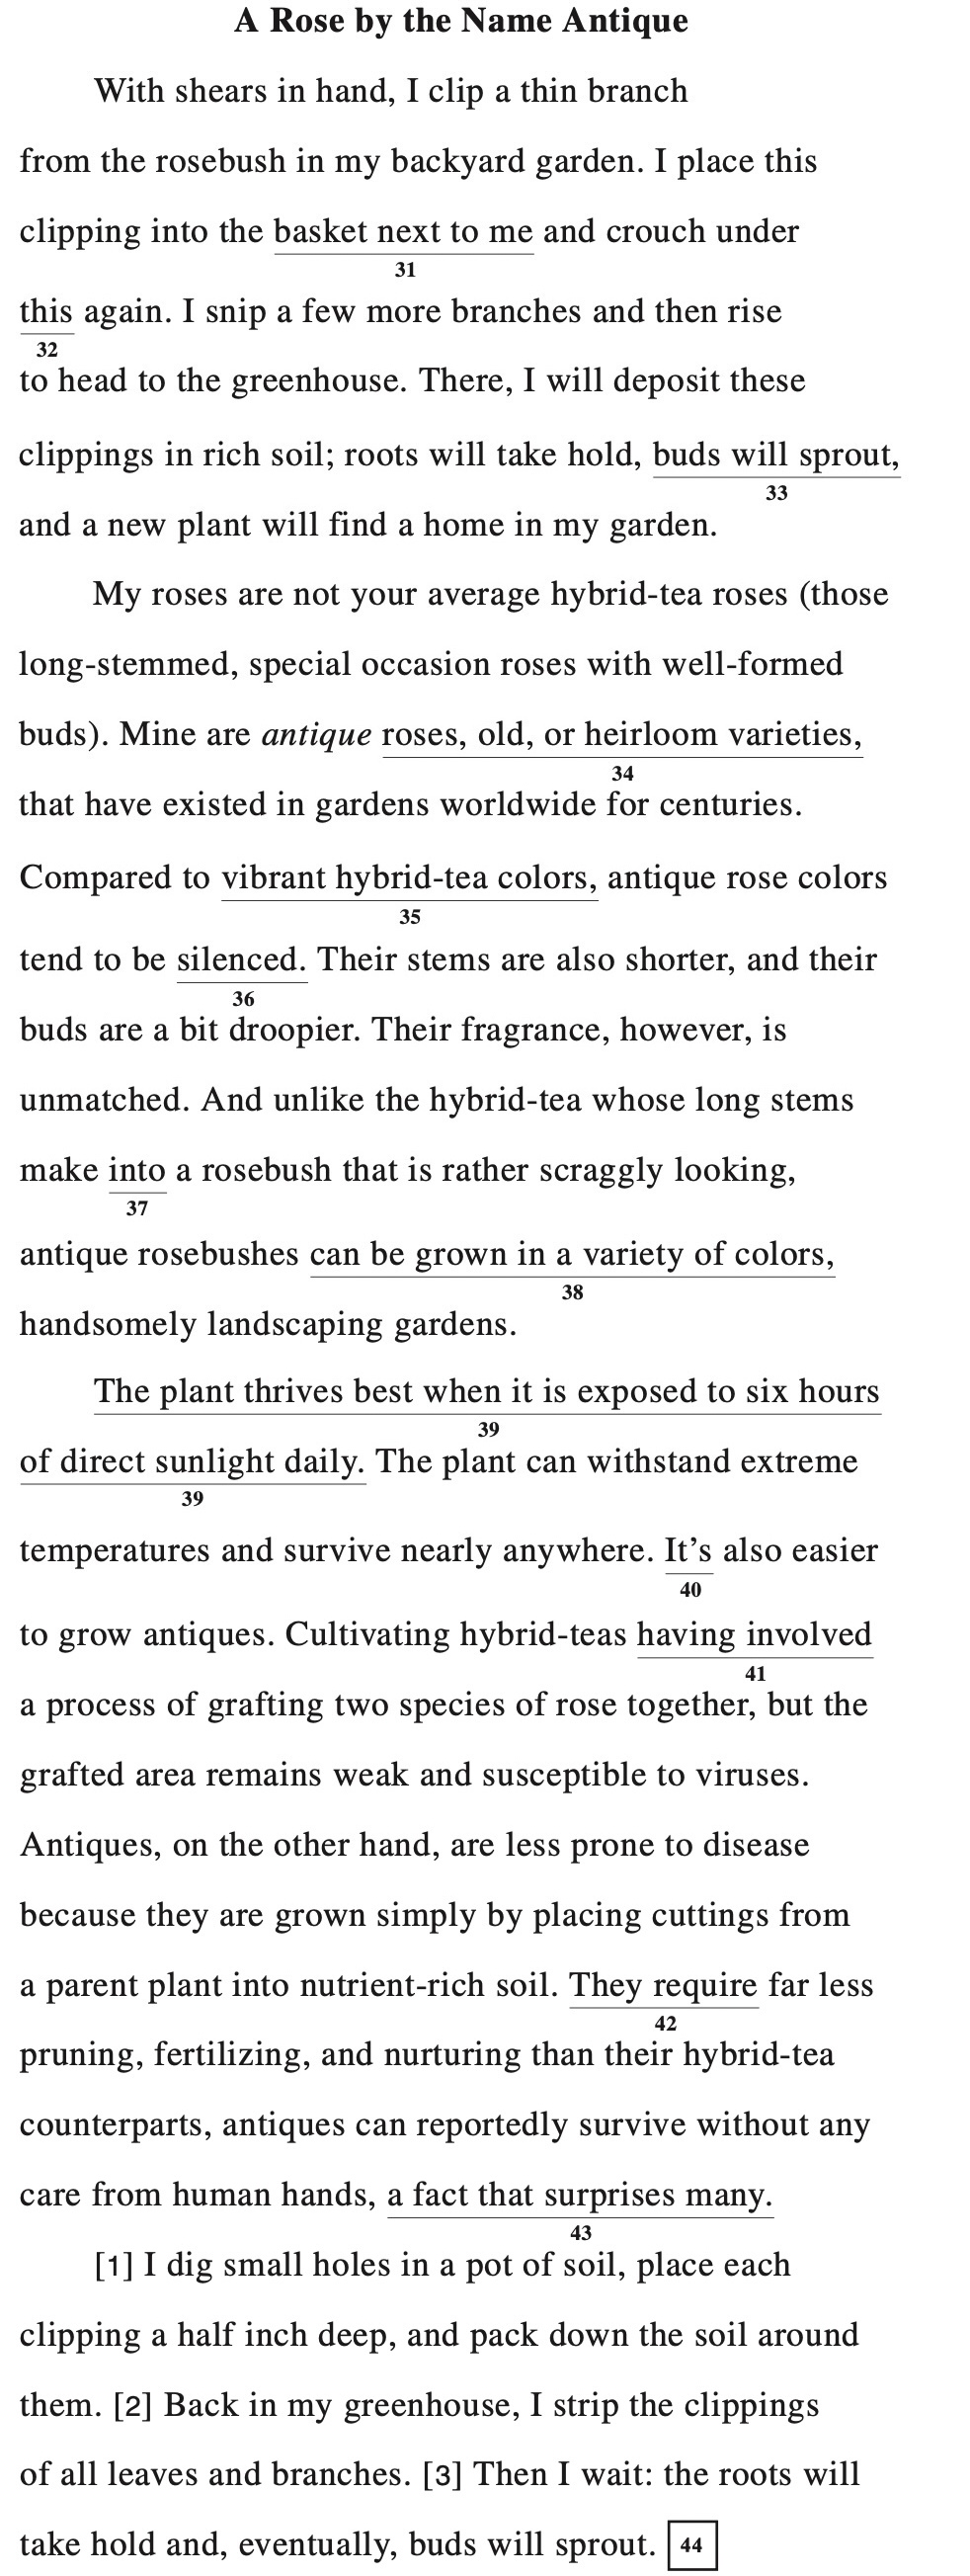 A Rose by the Name Antique
With shears in hand, I clip a thin branch
from the rosebush in my backyard garden. I place this
clipping into the basket next to me and crouch under
31
this again. I snip a few more branches and then rise
32
to head to the greenhouse. There, I will deposit these
clippings in rich soil; roots will take hold, buds will sprout,
33
and a new plant will find a home in my garden.
My roses are not your average hybrid-tea roses (those
long-stemmed, special occasion roses with well-formed
buds). Mine are antique roses, old, or heirloom varieties,
34
that have existed in gardens worldwide for centuries.
Compared to vibrant hybrid-tea colors, antique rose colors
35
tend to be silenced. Their stems are also shorter, and their
36
buds are a bit droopier. Their fragrance, however, is
unmatched. And unlike the hybrid-tea whose long stems
make into a rosebush that is rather scraggly looking,
37
antique rosebushes can be grown in a variety of colors,
38
handsomely landscaping gardens.
The plant thrives best when it is exposed to six hours
39
of direct sunlight daily. The plant can withstand extreme
39
temperatures and survive nearly anywhere. It’s also easier
40
to grow antiques. Cultivating hybrid-teas having involved
41
a process of grafting two species of rose together, but the
grafted area remains weak and susceptible to viruses.
Antiques, on the other hand, are less prone to disease
because they are grown simply by placing cuttings from
a parent plant into nutrient-rich soil. They require far less
42
pruning, fertilizing, and nurturing than their hybrid-tea
counterparts, antiques can reportedly survive without any
care from human hands, a fact that surprises many.
43
[1] I dig small holes in a pot of soil, place each
clipping a half inch deep, and pack down the soil around
them. [2] Back in my greenhouse, I strip the clippings
of all leaves and branches. [3] Then I wait: the roots will
take hold and, eventually, buds will sprout. 44